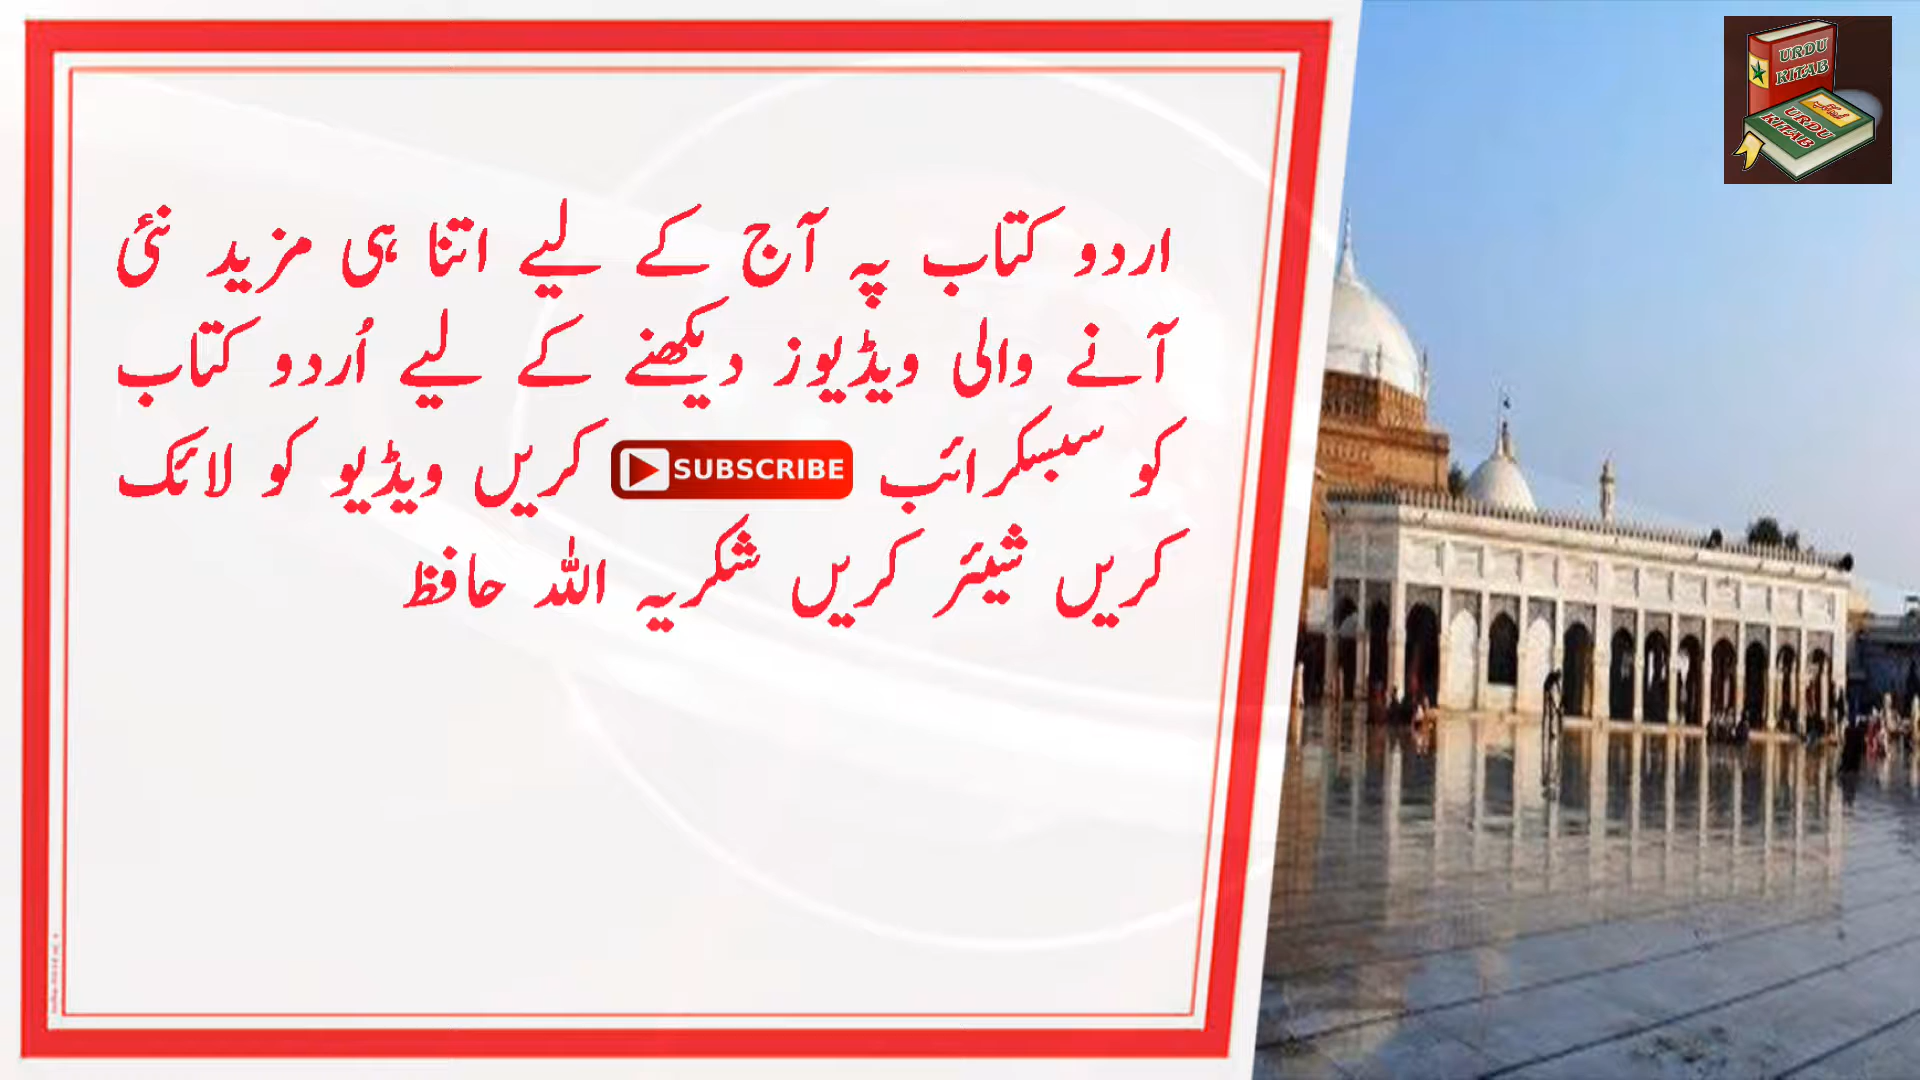 اردو کتاب پہ آج کے لیے اتنا ہی مزید نئی
آنے والی ویڈیوز دیکھنے کے لیے اُردو کتاب
کو سبسکرائب SUBSCRIBE کریں ویڈیو کو لائک
کریں شیئر کریں شکریہ اللہ حافظ
URDU
KITAB
URDU
KITAB